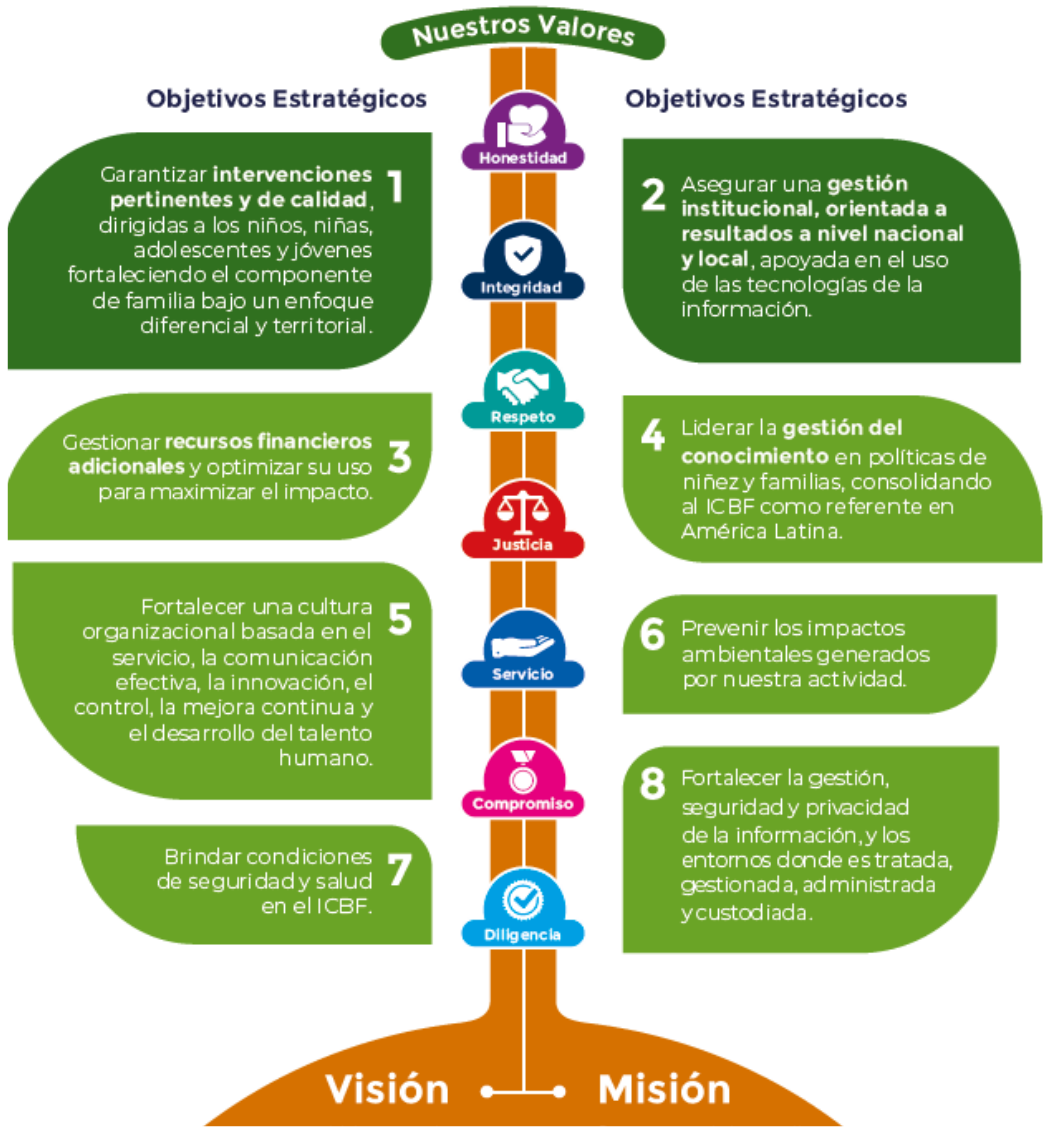 Nuestros Valores
Objetivos Estratégicos
Objetivos Estratégicos
Honestidad
1
Garantizar intervenciones
pertinentes y de calidad,
dirigidas a los niños, niñas,
adolescentes y jóvenes
fortaleciendo el componente
de familia bajo un enfoque
diferencial y territorial.
2
Asegurar una gestión
institucional, orientada a
resultados a nivel nacional
y local, apoyada en el uso
de las tecnologías de la
información.
Integridad
Respeto
3
Gestionar recursos financieros
adicionales y optimizar su uso
para maximizar el impacto.
4
Liderar la gestión del
conocimiento en políticas de
niñez y familias, consolidando
al ICBF como referente en
América Latina.
Justicia
5
Fortalecer una cultura
organizacional basada en el
servicio, la comunicación
efectiva, la innovación, el
control, la mejora continua y
el desarrollo del talento
humano.
6
Prevenir los impactos
ambientales generados
por nuestra actividad.
Servicio
Compromiso
7
Brindar condiciones
de seguridad y salud
en el ICBF.
8
Fortalecer la gestión,
seguridad y privacidad
de la información, y los
entornos donde es tratada,
gestionada, administrada
y custodiada.
Diligencia
Visión
Misión